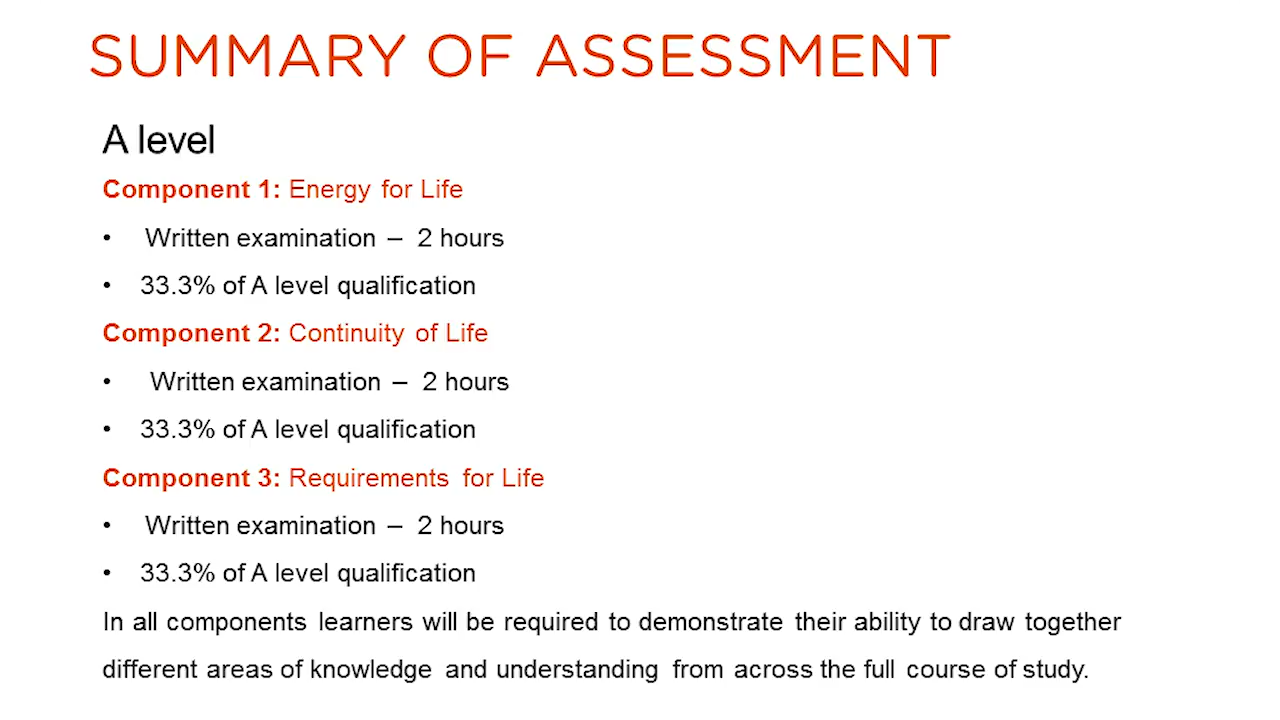 SUMMARY OF ASSESSMENT
A level
Component 1: Energy for Life
• Written examination – 2 hours
• 33.3% of A level qualification
Component 2: Continuity of Life
• Written examination – 2 hours
• 33.3% of A level qualification
Component 3: Requirements for Life
• Written examination – 2 hours
• 33.3% of A level qualification
In all components learners will be required to demonstrate their ability to draw together
different areas of knowledge and understanding from across the full course of study.